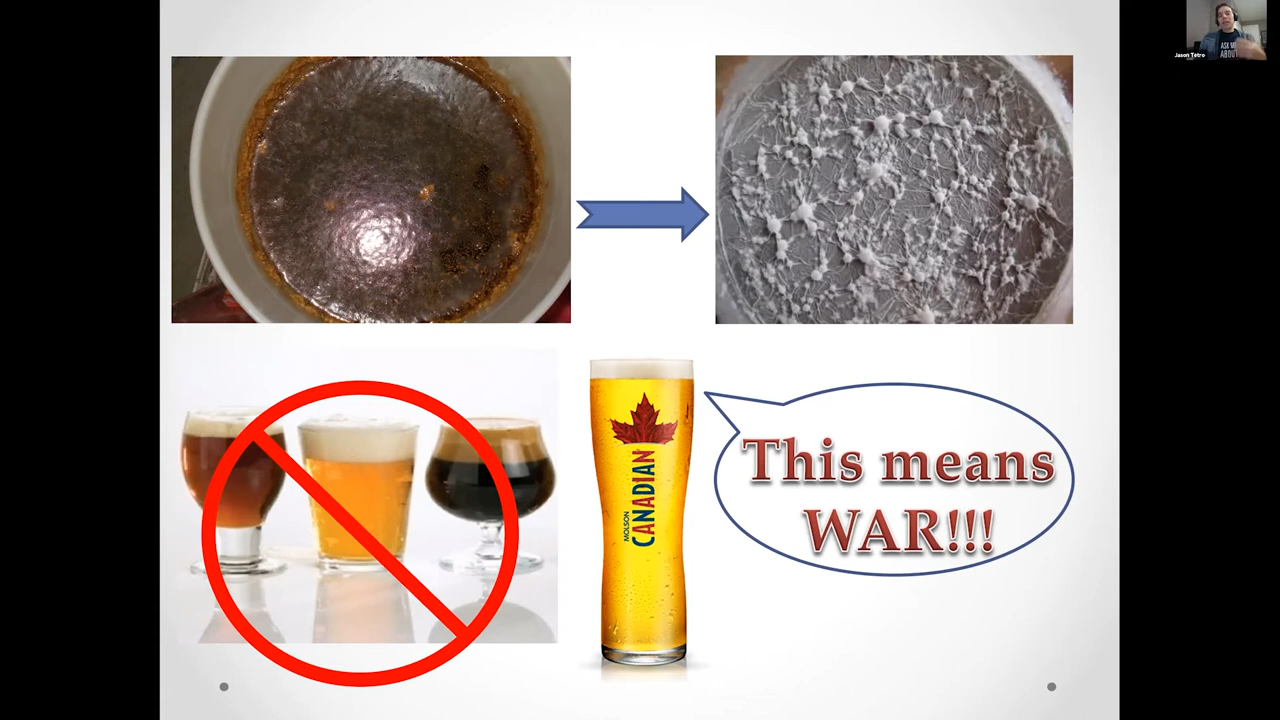 Jason Tetro
ASK ME
ABOUT
MOLSON
CANADIAN
This means
WAR!!!